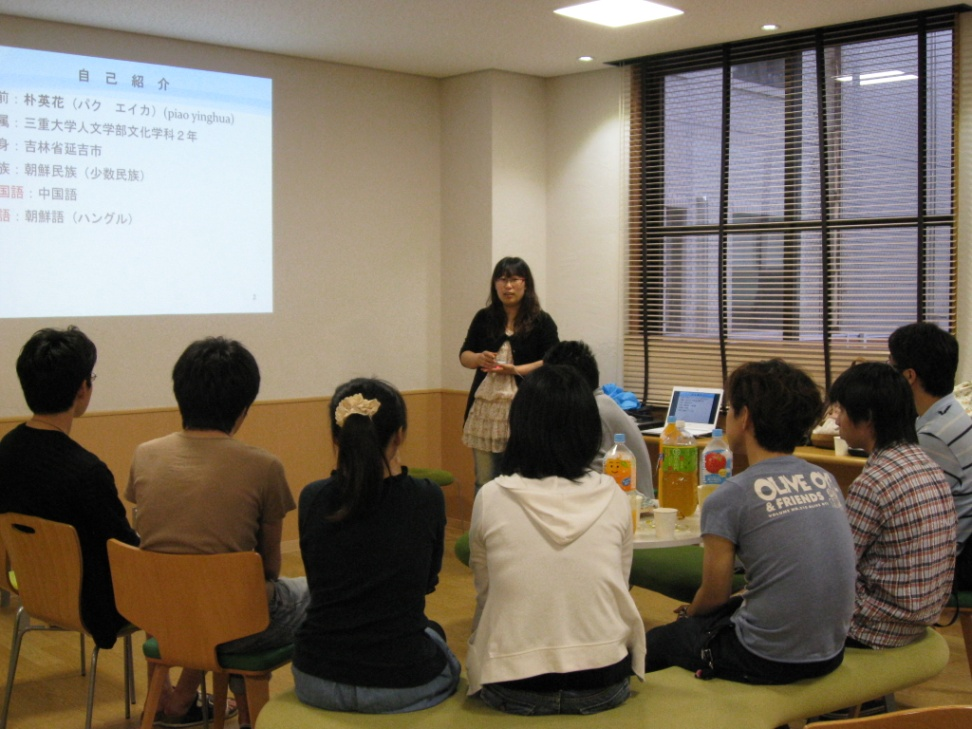 自己紹介
前：朴英花（パク　エイカ）(piao yinghua)
属：三重大学人文学部文化学科２年
身：吉林省延吉市
族：朝鮮民族（少数民族）
国語：中国語
語：朝鮮語（ハングル）
OLIVE O
& FRIENDS